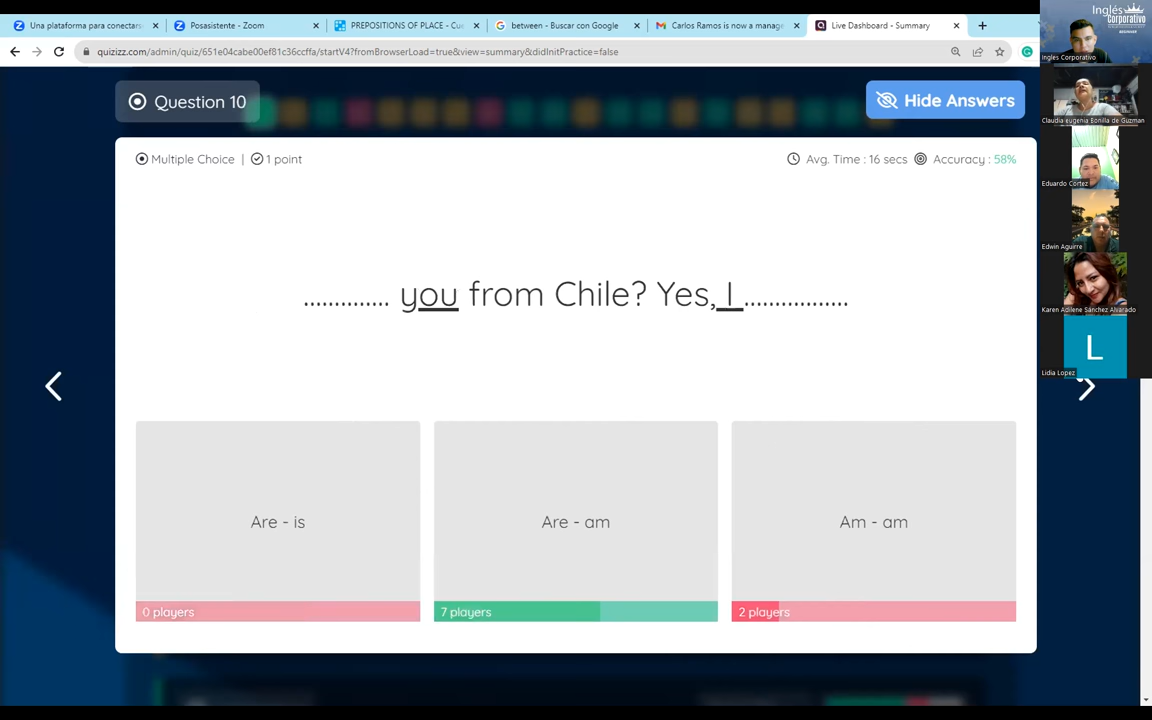 Una plataforma para conectars
Posasistente - Zoom
PREPOSITIONS OF PLACE - Cu
between - Buscar con Google
Carlos Ramos is now a manag
Live Dashboard - Summary
quizizz.com/admin/quiz/651e04cabe00ef81c36ccffa/startV4?fromBrowserLoad=true&view=summary&didInitPractice=false
Question 10
Hide Answers
Multiple Choice | 1 point
Avg. Time : 16 secs Accuracy : 58%
.............. you from Chile? Yes, I .................
Are - is
Are - am
Am - am
0 players
7 players
2 players
Inglés
Corporativo
BEGINNER
Ingles Corporativo
Claudia eugenia Bonilla de Guzman
Eduardo Cortez
Edwin Aguirre
Karen Adilene Sánchez Alvarado
L
Lidia Lopez